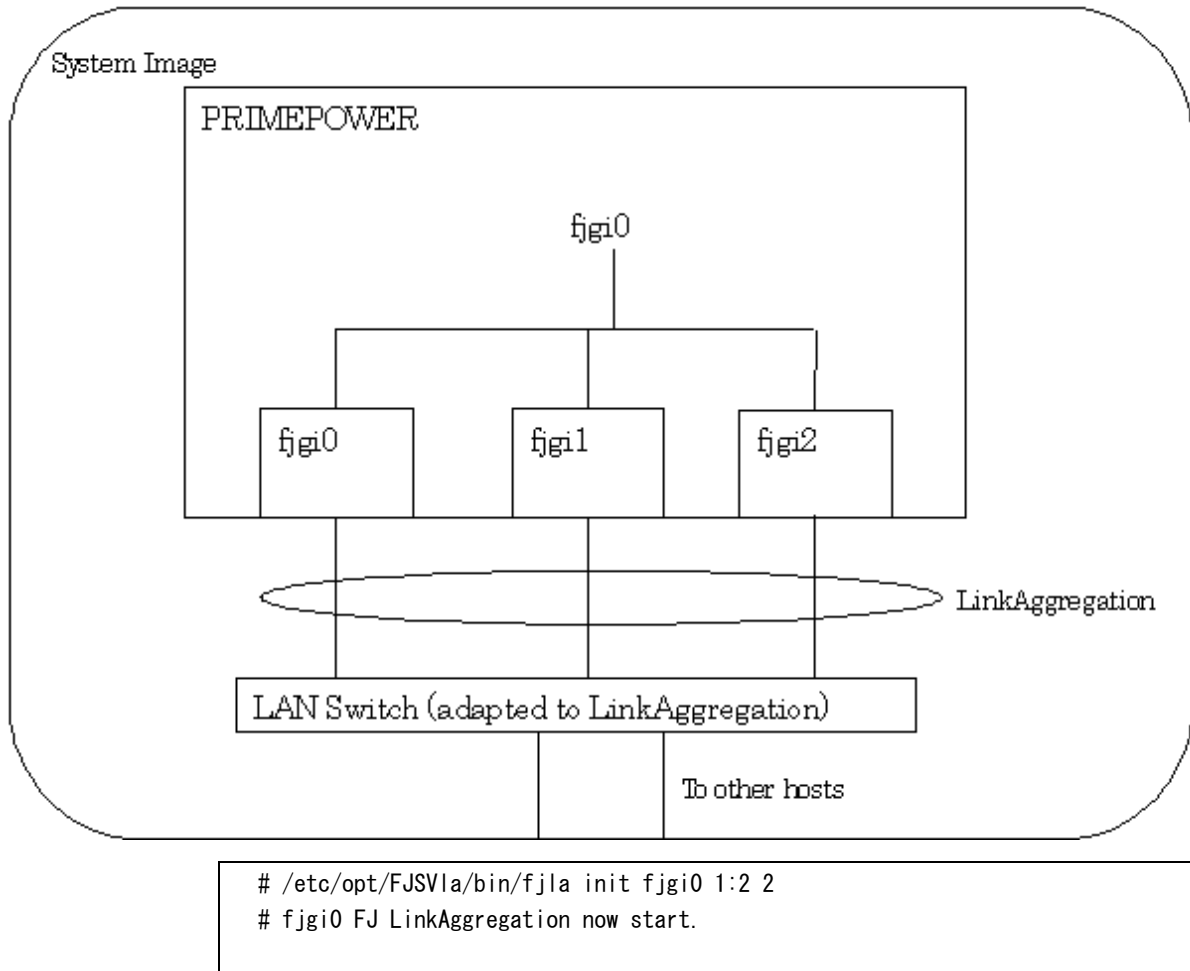 System Image
PRIMEPOWER
fjgi0
fjgi0
fjgi1
fjgi2
LinkAggregation
LAN Switch (adapted to LinkAggregation)
To other hosts
# /etc/opt/FJSVla/bin/fjla init fjgi0 1:2 2
# fjgi0 FJ LinkAggregation now start.